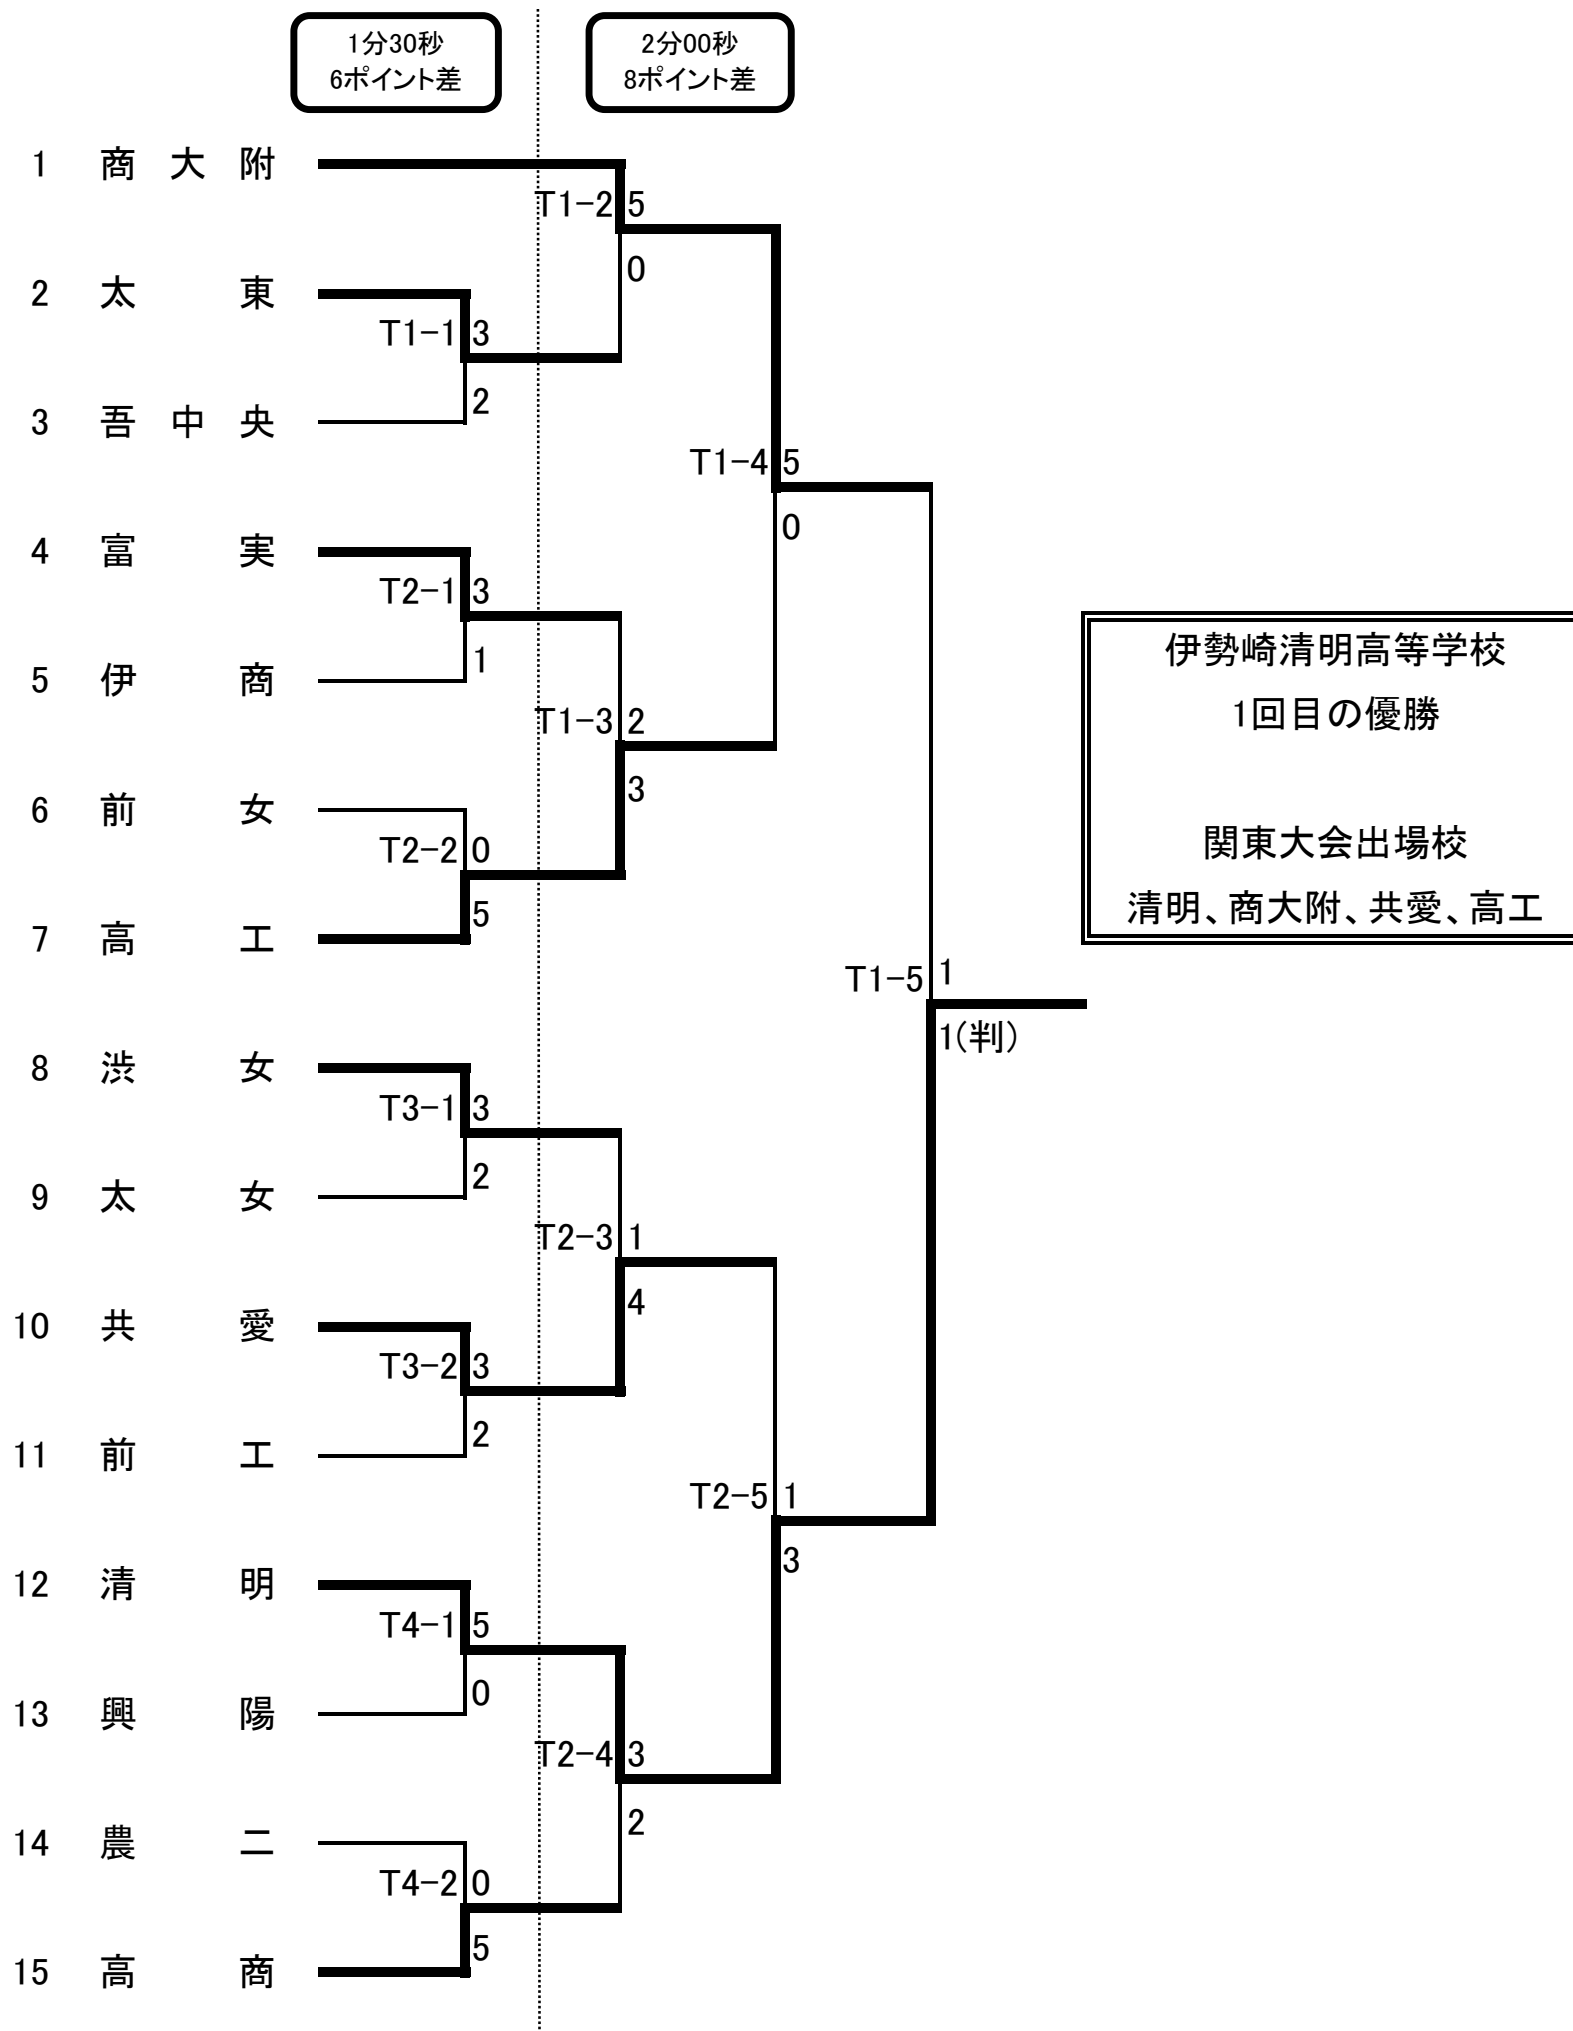 1分30秒
6ポイント差
2分00秒
8ポイント差
1 商大附
T1-2 5
0
2 太東
T1-1 3
2
3 吾中央
T1-4 5
0
4 富実
T2-1 3
1
5 伊商
T1-3 2
3
6 前女
T2-2 0
5
7 高工
伊勢崎清明高等学校
1回目の優勝
関東大会出場校
清明、商大附、共愛、高工
T1-5 1
1(判)
8 渋女
T3-1 3
2
9 太女
T2-3 1
4
10 共愛
T3-2 3
2
11 前工
T2-5 1
3
12 清明
T4-1 5
0
13 興陽
T2-4 3
2
14 農二
T4-2 0
5
15 高商